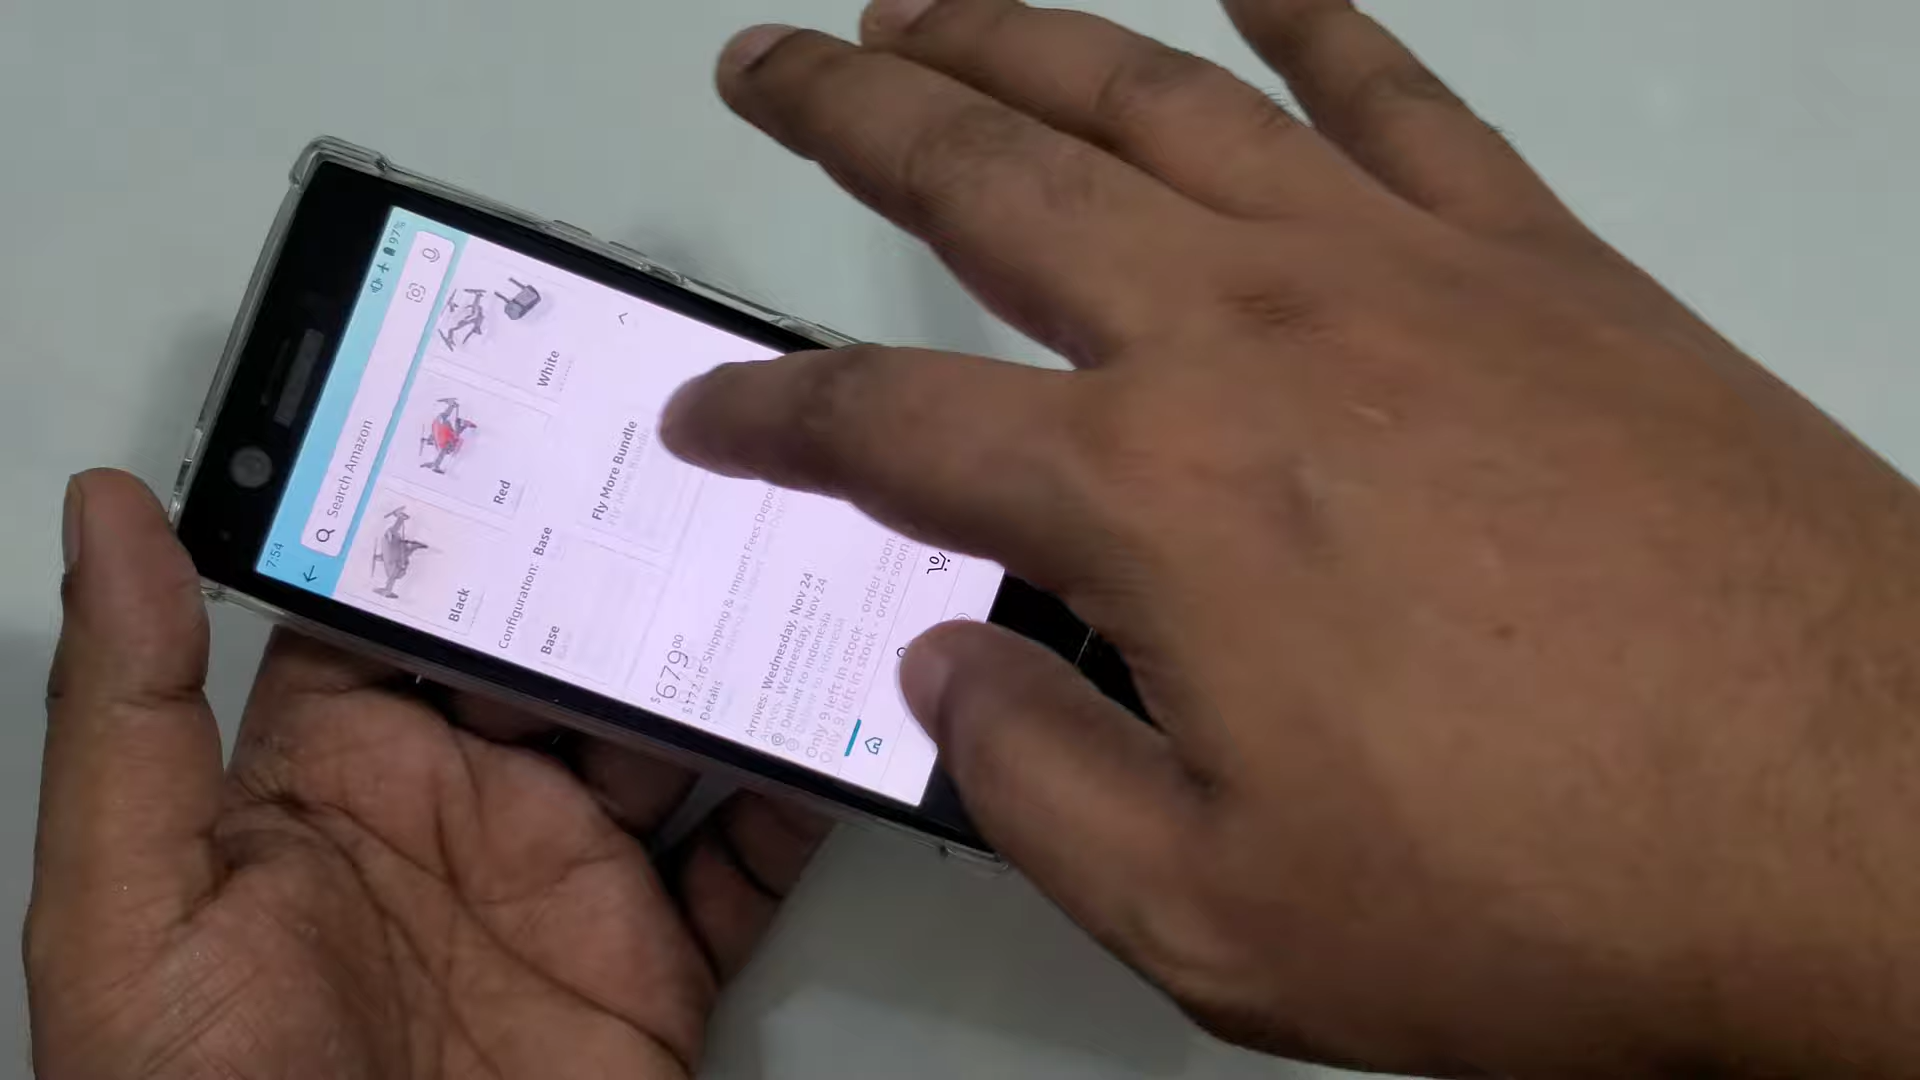 7:54
97%
Search Amazon
Black
Red
White
Configuration: Base
Base
Fly More Bundle
$679.00
$172.16 Shipping & Import Fees
Details
Arrives: Wednesday, Nov 24
Deliver to Indonesia
Only 9 left in stock - order soon.